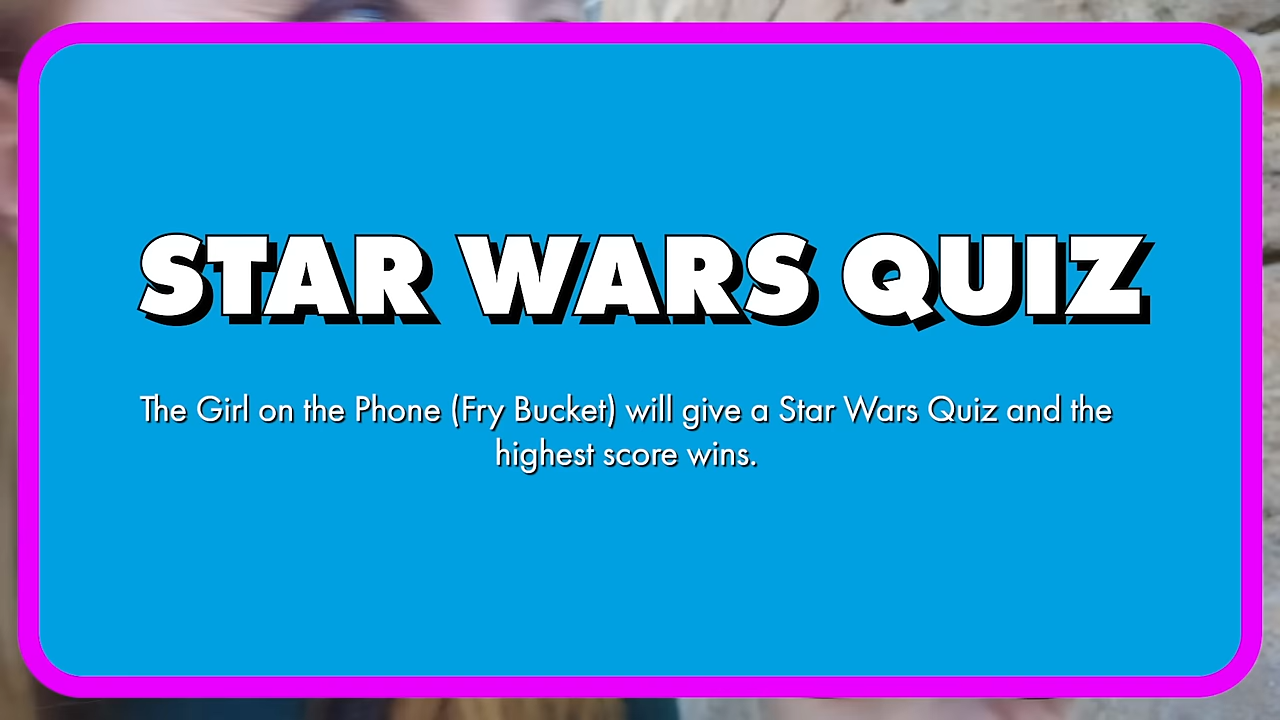 STAR WARS QUIZ
The Girl on the Phone (Fry Bucket) will give a Star Wars Quiz and the
highest score wins.